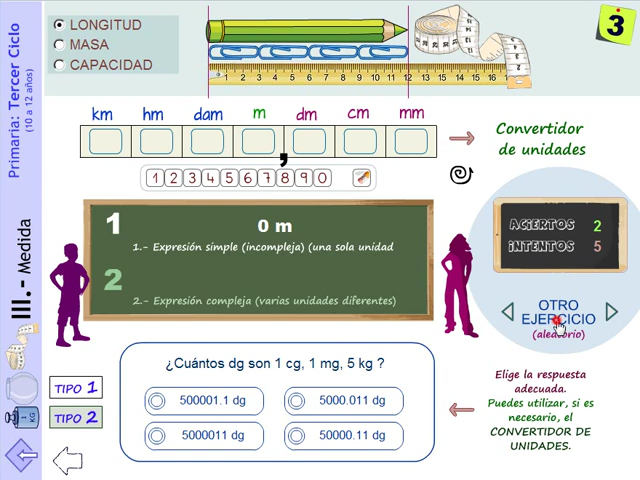 Primaria: Tercer Ciclo
(10 a 12 años)
III.- Medida
LONGITUD
MASA
CAPACIDAD
3
km hm dam m dm cm mm
,
1 2 3 4 5 6 7 8 9 0
Convertidor
de unidades
1
0 m
1.- Expresión simple (incompleja) (una sola unidad
2
2.- Expresión compleja (varias unidades diferentes)
ACIERTOS 2
INTENTOS 5
OTRO
EJERCICIO
(aleatorio)
¿Cuántos dg son 1 cg, 1 mg, 5 kg ?
500001.1 dg
5000.011 dg
5000011 dg
50000.11 dg
TIPO 1
TIPO 2
1 KG
Elige la respuesta
adecuada.
Puedes utilizar, si es
necesario, el
CONVERTIDOR DE
UNIDADES.